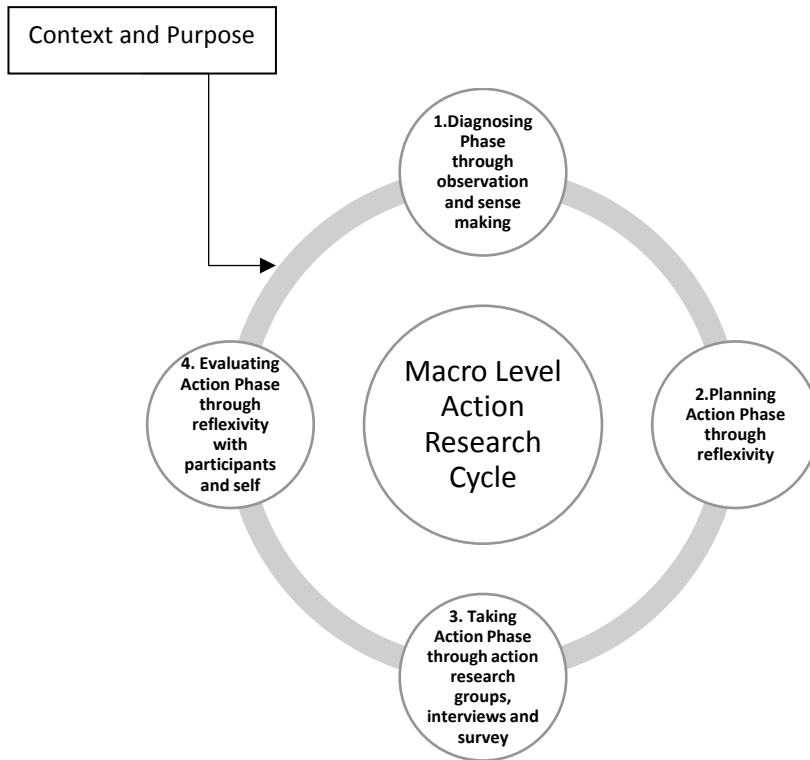 Context and Purpose
1.Diagnosing
Phase
through
observation
and sense
making
2.Planning
Action Phase
through
reflexivity
3. Taking
Action Phase
through action
research
groups,
interviews and
survey
4. Evaluating
Action Phase
through
reflexivity
with
participants
and self
Macro Level
Action
Research
Cycle